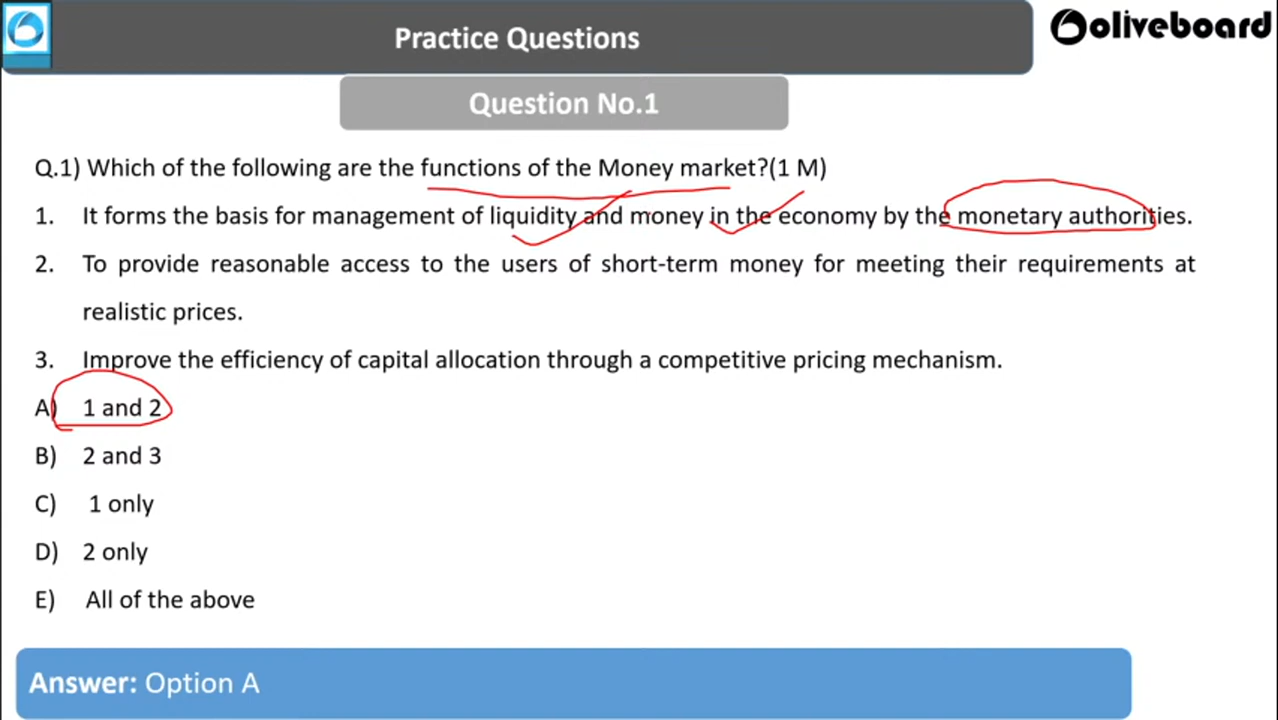 Practice Questions
oliveboard
Question No.1
Q.1) Which of the following are the functions of the Money market?(1 M)
1. It forms the basis for management of liquidity and money in the economy by the monetary authorities.
2. To provide reasonable access to the users of short-term money for meeting their requirements at
realistic prices.
3. Improve the efficiency of capital allocation through a competitive pricing mechanism.
A) 1 and 2
B) 2 and 3
C) 1 only
D) 2 only
E) All of the above
Answer: Option A